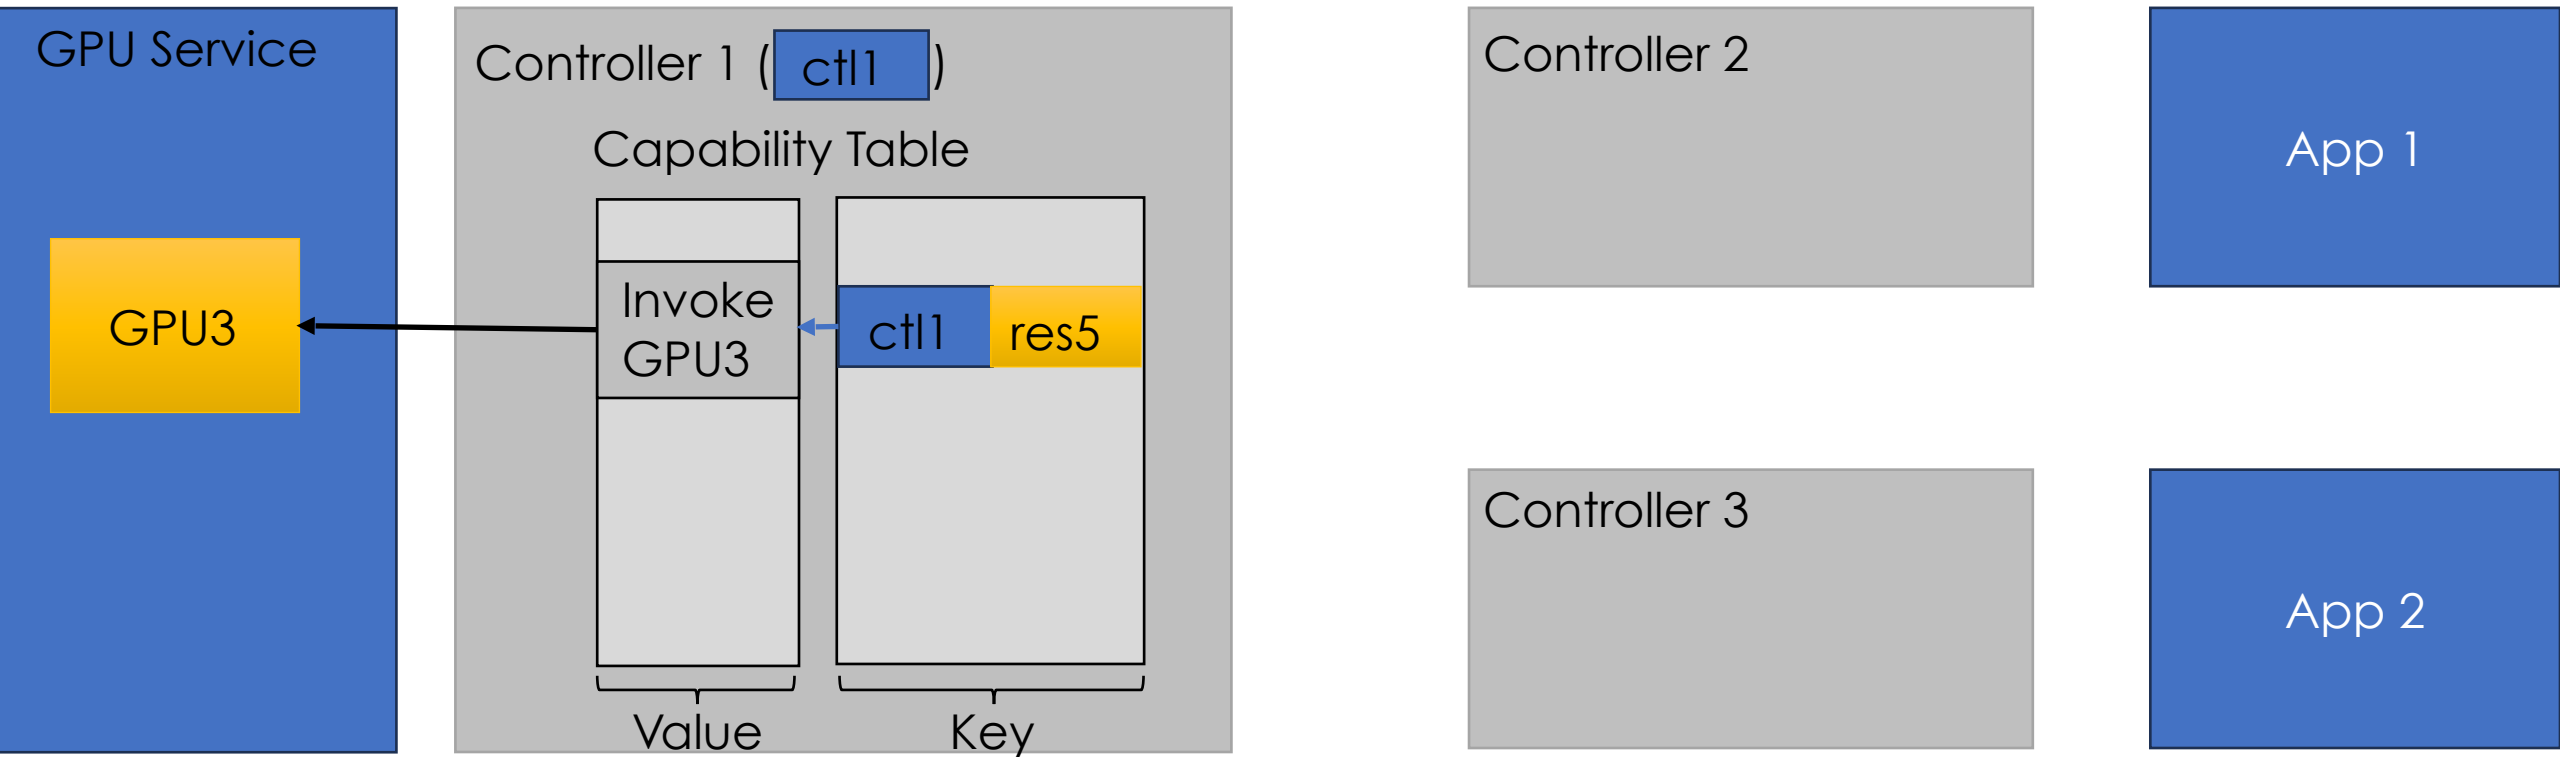 GPU Service
GPU3
Controller 1 (ctl1)
Capability Table
Invoke
GPU3
ctl1 res5
Value
Key
Controller 2
App 1
Controller 3
App 2